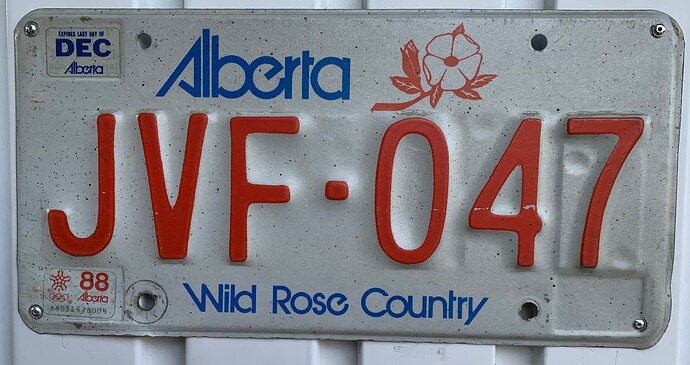 EXPIRES LAST DAY OF
DEC
Alberta
Alberta
JVF·047
88
Alberta
Wild Rose Country